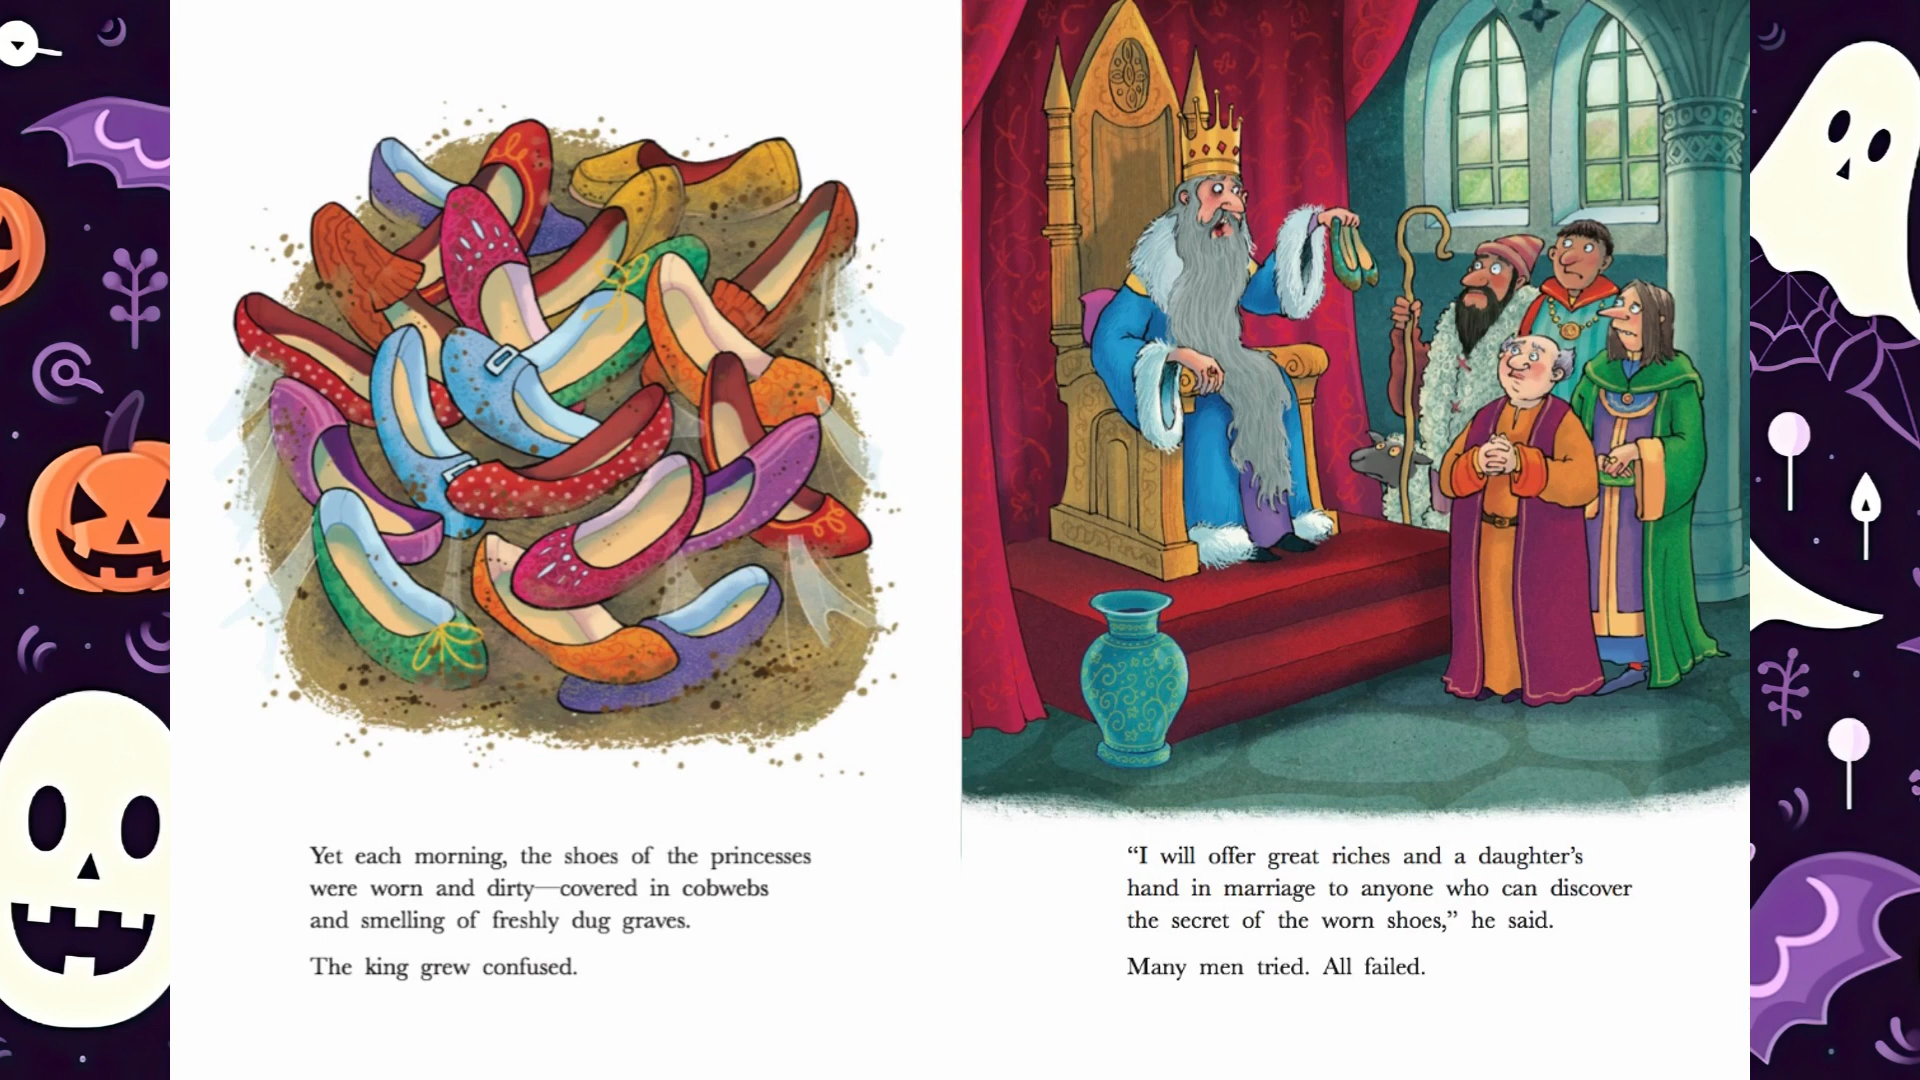 Yet each morning, the shoes of the princesses
were worn and dirty—covered in cobwebs
and smelling of freshly dug graves.
The king grew confused.
“I will offer great riches and a daughter’s
hand in marriage to anyone who can discover
the secret of the worn shoes,” he said.
Many men tried. All failed.